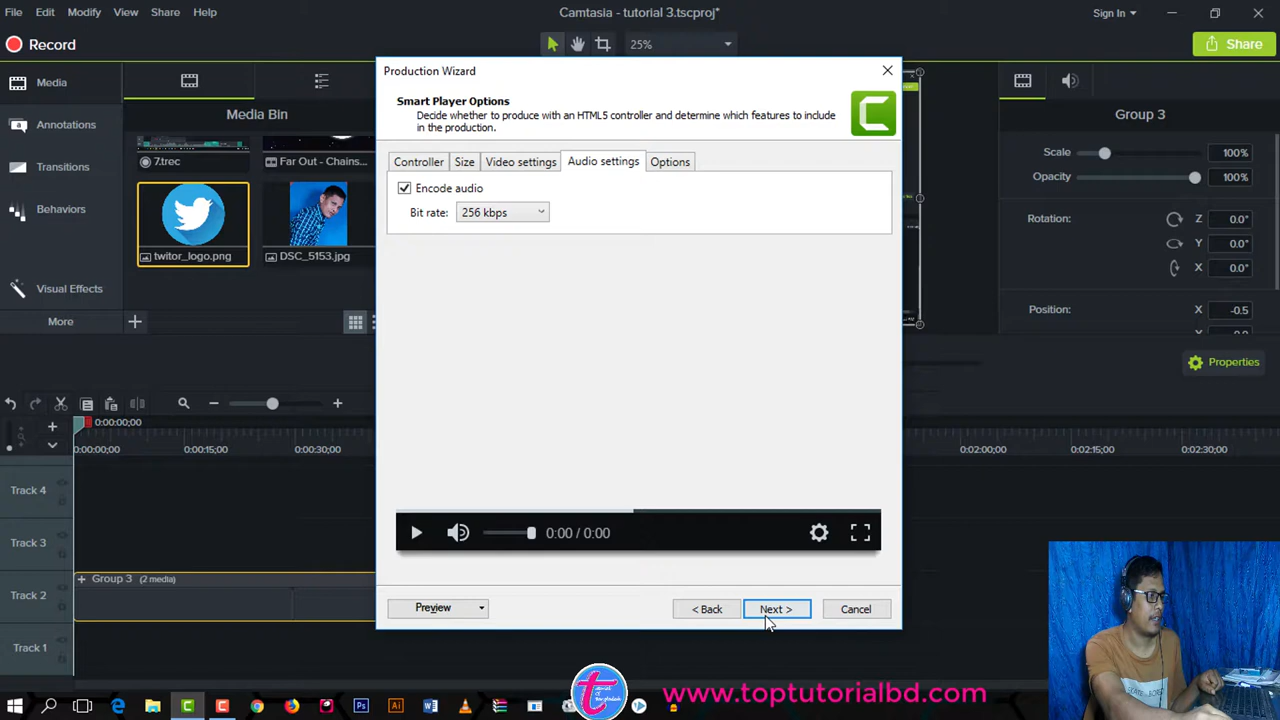 File Edit Modify View Share Help
Camtasia - tutorial 3.tscproj*
Sign In
Record
25%
Share
Media
Annotations
Transitions
Behaviors
Visual Effects
More
Media Bin
7.trec
Far Out - Chains...
twitor_logo.png
DSC_5153.jpg
Production Wizard
Smart Player Options
Decide whether to produce with an HTML5 controller and determine which features to include
in the production.
Controller Size Video settings Audio settings Options
Encode audio
Bit rate: 256 kbps
0:00 / 0:00
Preview
< Back
Next >
Cancel
Group 3
Scale 100%
Opacity 100%
Rotation: Z 0.0°
Y 0.0°
X 0.0°
Position: X -0.5
Properties
0:00:00;00
0:00:00;00 0:00:15;00 0:00:30;00 0:02:00;00 0:02:15;00 0:02:30;00
Track 4
Track 3
Track 2
Group 3 (2 media)
Track 1
www.toptutorialbd.com